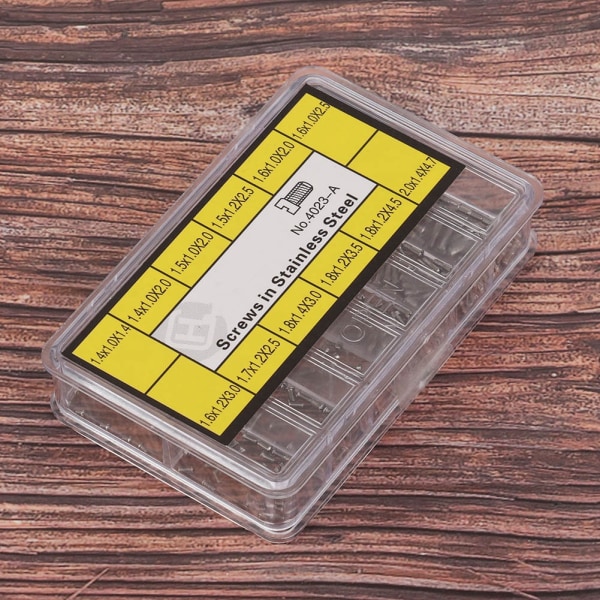 1.4x1.0X1.4
1.4x1.0X2.0
1.5x1.0X2.0
1.5x1.2X2.5
1.6x1.0X2.0
1.6x1.0X2.5
No.4023-A
Screws in Stainless Steel
1.6x1.2X3.0
1.7x1.2X2.5
1.8x1.4X3.0
1.8x1.2X3.5
1.8x1.2X4.5
2.0x1.4X4.7